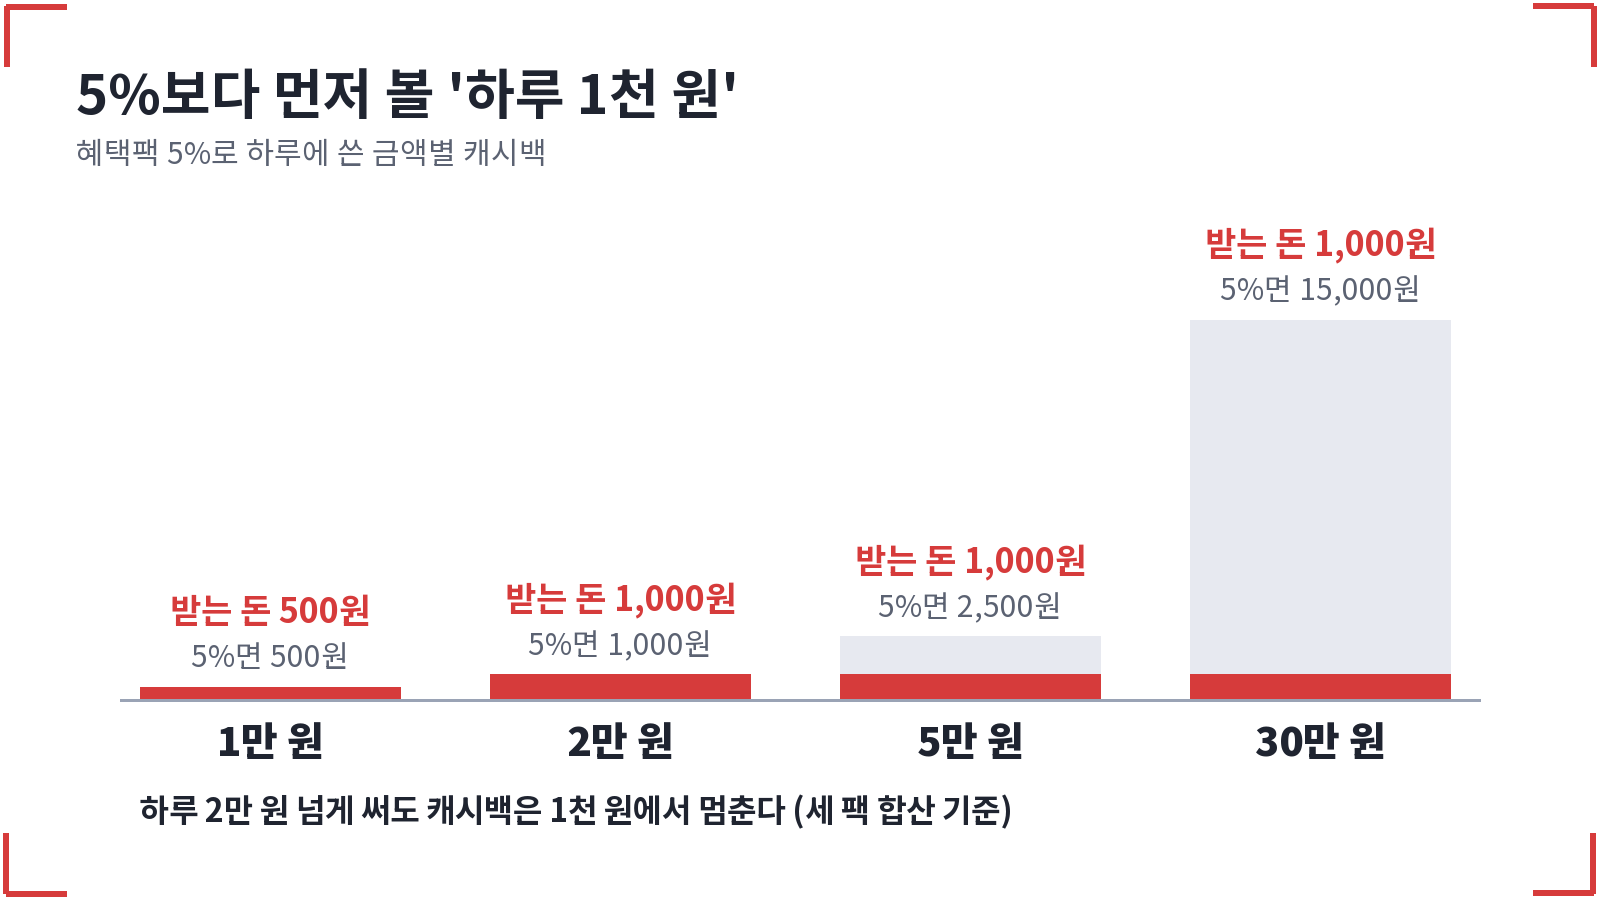 5%보다 먼저 볼 '하루 1천 원'
혜택팩 5%로 하루에 쓴 금액별 캐시백
받는 돈 1,000원
5%면 15,000원
받는 돈 1,000원
5%면 2,500원
받는 돈 1,000원
5%면 1,000원
받는 돈 500원
5%면 500원
1만 원
2만 원
5만 원
30만 원
하루 2만 원 넘게 써도 캐시백은 1천 원에서 멈춘다 (세 팩 합산 기준)